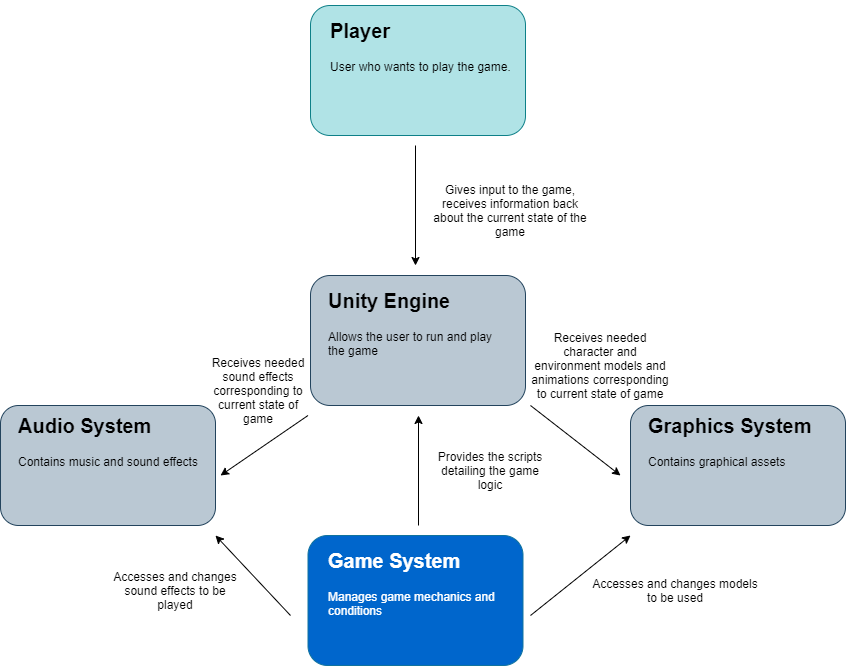 Player
User who wants to play the game.
Gives input to the game,
receives information back
about the current state of the
game
Unity Engine
Allows the user to run and play
the game
Receives needed
sound effects
corresponding to
current state of
game
Receives needed
character and
environment models and
animations corresponding
to current state of game
Audio System
Contains music and sound effects
Graphics System
Contains graphical assets
Provides the scripts
detailing the game
logic
Game System
Manages game mechanics and
conditions
Accesses and changes
sound effects to be
played
Accesses and changes models
to be used